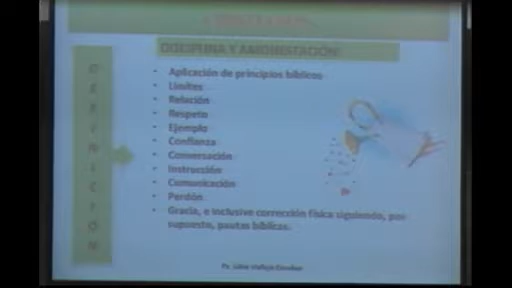 DISCIPLINA Y AMONESTACIÓN:
DEFINICIÓN
• Aplicación de principios bíblicos
• Límites
• Relación
• Respeto
• Ejemplo
• Confianza
• Conversación
• Instrucción
• Comunicación
• Perdón
• Gracia, e inclusive corrección física siguiendo, por
supuesto, pautas bíblicas.